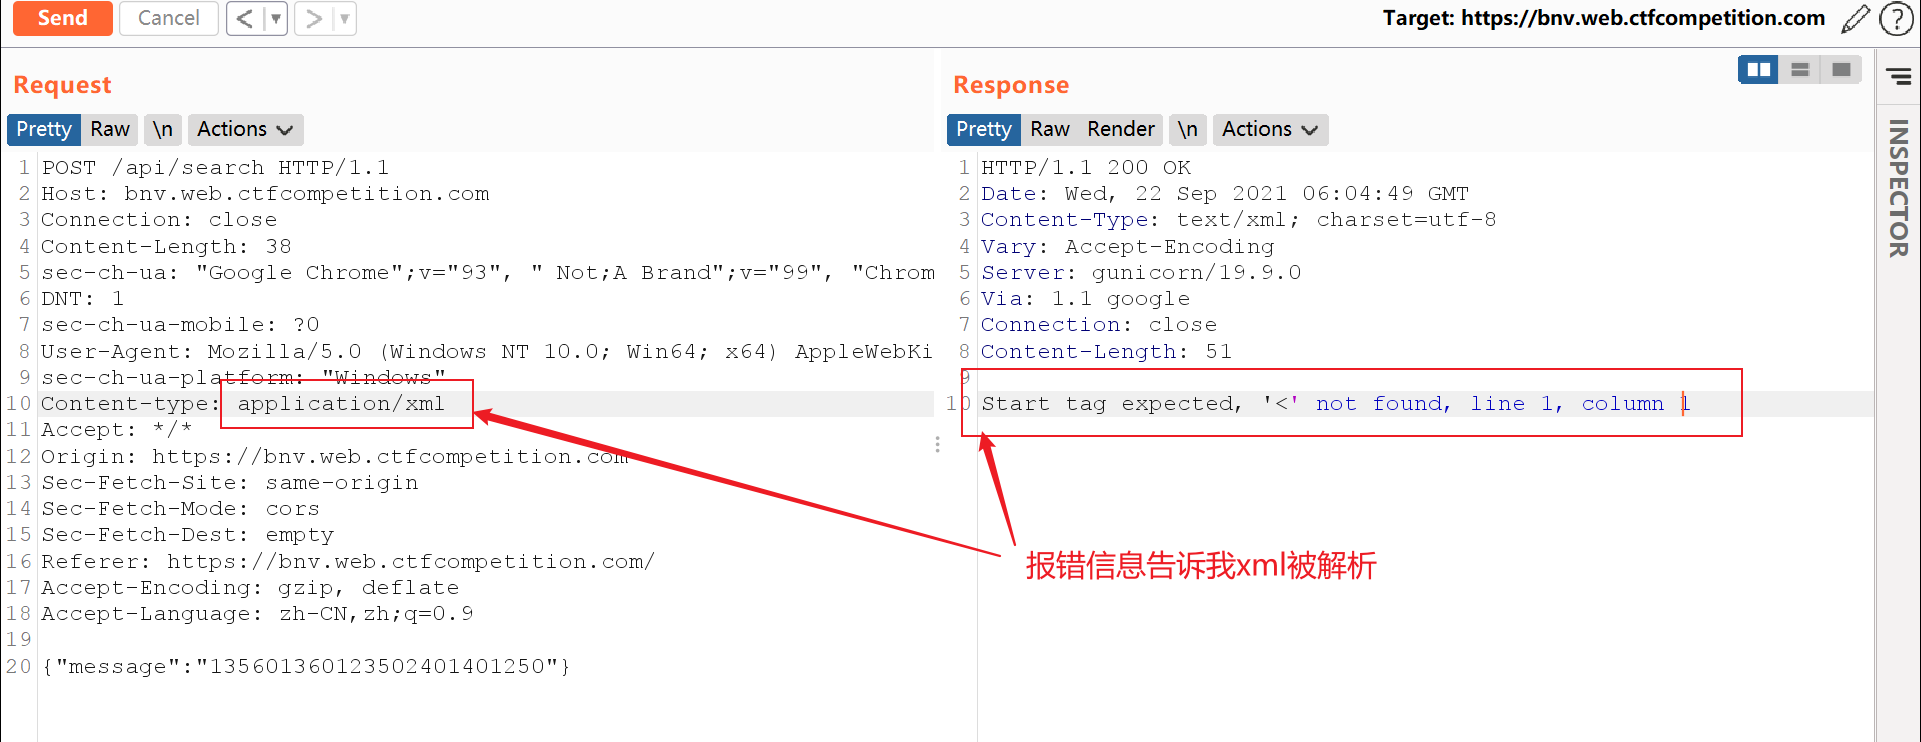 Send Cancel < ▼ > ▼ Target: https://bnv.web.ctfcompetition.com ?
Request
Pretty Raw \n Actions
1 POST /api/search HTTP/1.1
2 Host: bnv.web.ctfcompetition.com
3 Connection: close
4 Content-Length: 38
5 sec-ch-ua: "Google Chrome";v="93", " Not;A Brand";v="99", "Chrom
6 DNT: 1
7 sec-ch-ua-mobile: ?0
8 User-Agent: Mozilla/5.0 (Windows NT 10.0; Win64; x64) AppleWebKi
9 sec-ch-ua-platform: "Windows"
10 Content-type: application/xml
11 Accept: */*
12 Origin: https://bnv.web.ctfcompetition.com
13 Sec-Fetch-Site: same-origin
14 Sec-Fetch-Mode: cors
15 Sec-Fetch-Dest: empty
16 Referer: https://bnv.web.ctfcompetition.com/
17 Accept-Encoding: gzip, deflate
18 Accept-Language: zh-CN,zh;q=0.9
19
20 {"message":"135601360123502401401250"}
Response
Pretty Raw Render \n Actions
1 HTTP/1.1 200 OK
2 Date: Wed, 22 Sep 2021 06:04:49 GMT
3 Content-Type: text/xml; charset=utf-8
4 Vary: Accept-Encoding
5 Server: gunicorn/19.9.0
6 Via: 1.1 google
7 Connection: close
8 Content-Length: 51
9
10 Start tag expected, '<' not found, line 1, column 1
报错信息告诉我xml被解析
INSPECTOR